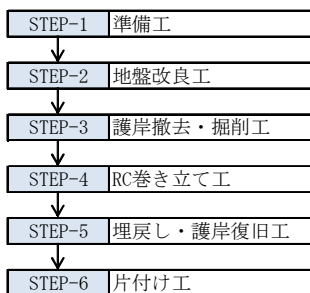 STEP-1 準備工
STEP-2 地盤改良工
STEP-3 護岸撤去・掘削工
STEP-4 RC巻き立て工
STEP-5 埋戻し・護岸復旧工
STEP-6 片付け工